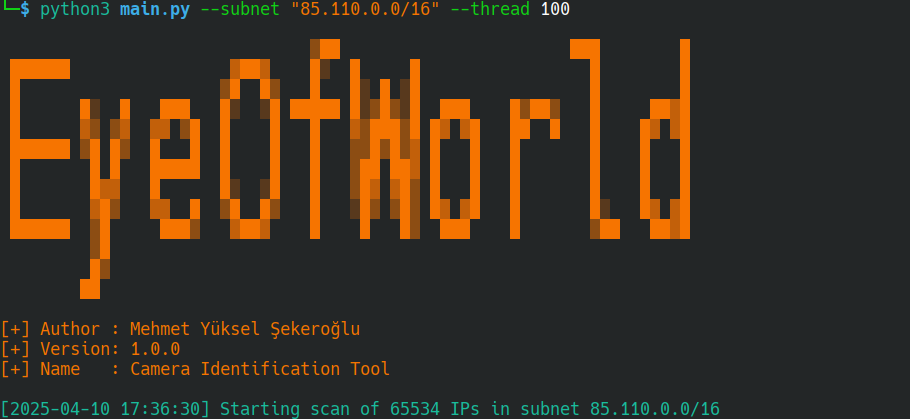 └─$ python3 main.py --subnet "85.110.0.0/16" --thread 100
EyeOfWorld
[+] Author : Mehmet Yüksel Şekeroğlu
[+] Version: 1.0.0
[+] Name   : Camera Identification Tool
[2025-04-10 17:36:30] Starting scan of 65534 IPs in subnet 85.110.0.0/16